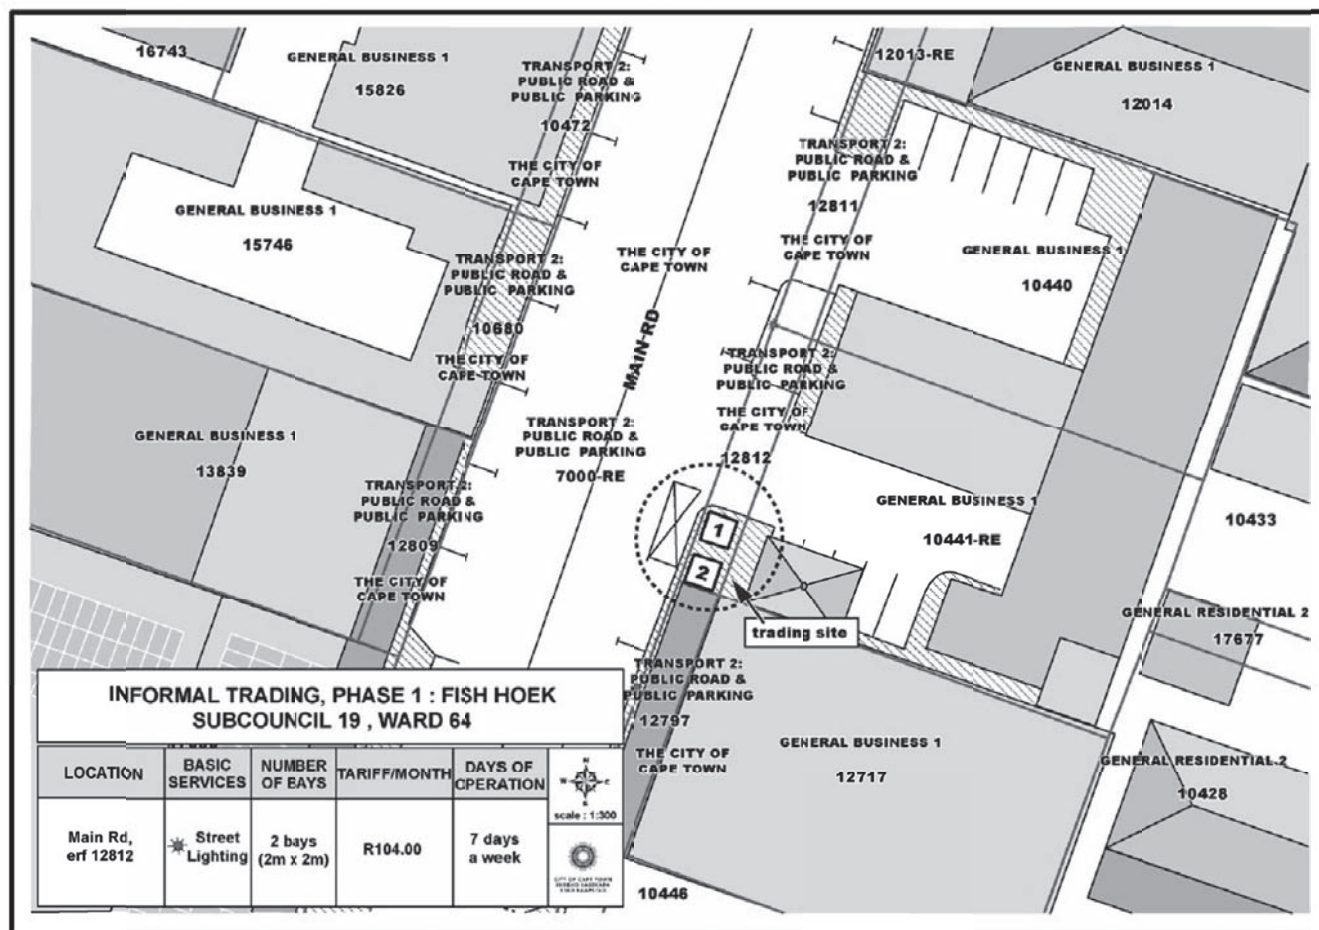 16743
GENERAL BUSINESS 1
15826
TRANSPORT 2:
PUBLIC ROAD &
PUBLIC PARKING
10472
THE CITY OF
CAPE TOWN
12013-RE
GENERAL BUSINESS 1
12014
TRANSPORT 2:
PUBLIC ROAD &
PUBLIC PARKING
12811
THE CITY OF
CAPE TOWN
GENERAL BUSINESS 1
15746
TRANSPORT 2:
PUBLIC ROAD &
PUBLIC PARKING
10680
THE CITY OF
CAPE TOWN
THE CITY OF
CAPE TOWN
MAIN RD
GENERAL BUSINESS 1
10440
TRANSPORT 2:
PUBLIC ROAD &
PUBLIC PARKING
THE CITY OF
CAPE TOWN
12812
TRANSPORT 2:
PUBLIC ROAD &
PUBLIC PARKING
7000-RE
GENERAL BUSINESS 1
13839
TRANSPORT 2:
PUBLIC ROAD &
PUBLIC PARKING
12809
THE CITY OF
CAPE TOWN
GENERAL BUSINESS 1
10441-RE
10433
1
2
trading site
GENERAL RESIDENTIAL 2
17677
TRANSPORT 2:
PUBLIC ROAD &
PUBLIC PARKING
12797
THE CITY OF
CAPE TOWN
GENERAL BUSINESS 1
12717
GENERAL RESIDENTIAL 2
10428
10446
INFORMAL TRADING, PHASE 1 : FISH HOEK
SUBCOUNCIL 19 , WARD 64
LOCATION
BASIC
SERVICES
NUMBER
OF BAYS
TARIFF/MONTH
DAYS OF
OPERATION
Main Rd,
erf 12812
Street
Lighting
2 bays
(2m x 2m)
R104.00
7 days
a week
N
W
E
S
scale : 1:300
CITY OF CAPE TOWN
ISIXEKO SASEKAPA
STAD KAAPSTAD